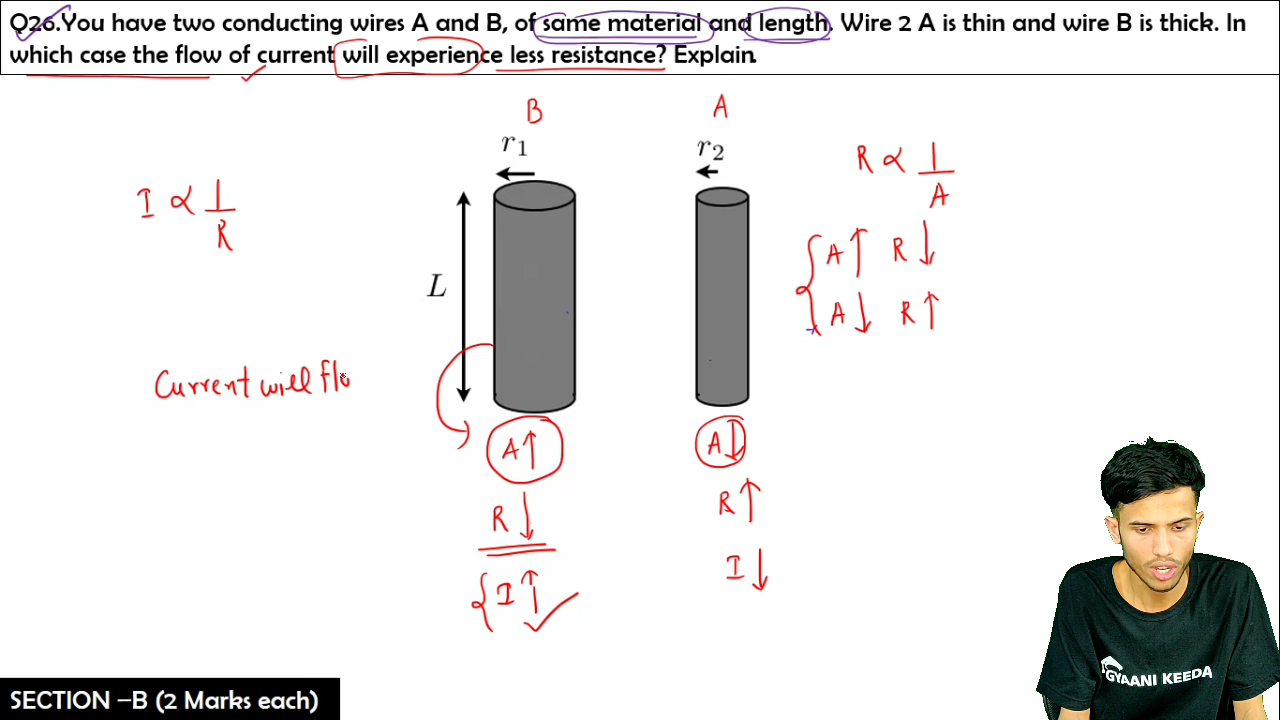 Q26.You have two conducting wires A and B, of same material and length. Wire 2 A is thin and wire B is thick. In
which case the flow of current will experience less resistance? Explain.
B
A
r1
r2
R ∝ 1/A
I ∝ 1/R
A↑ R↓
L
A↓ R↑
Current will flo
A↑
A↓
R↓
R↑
I↑
I↓
GYAANI KEEDA
SECTION –B (2 Marks each)